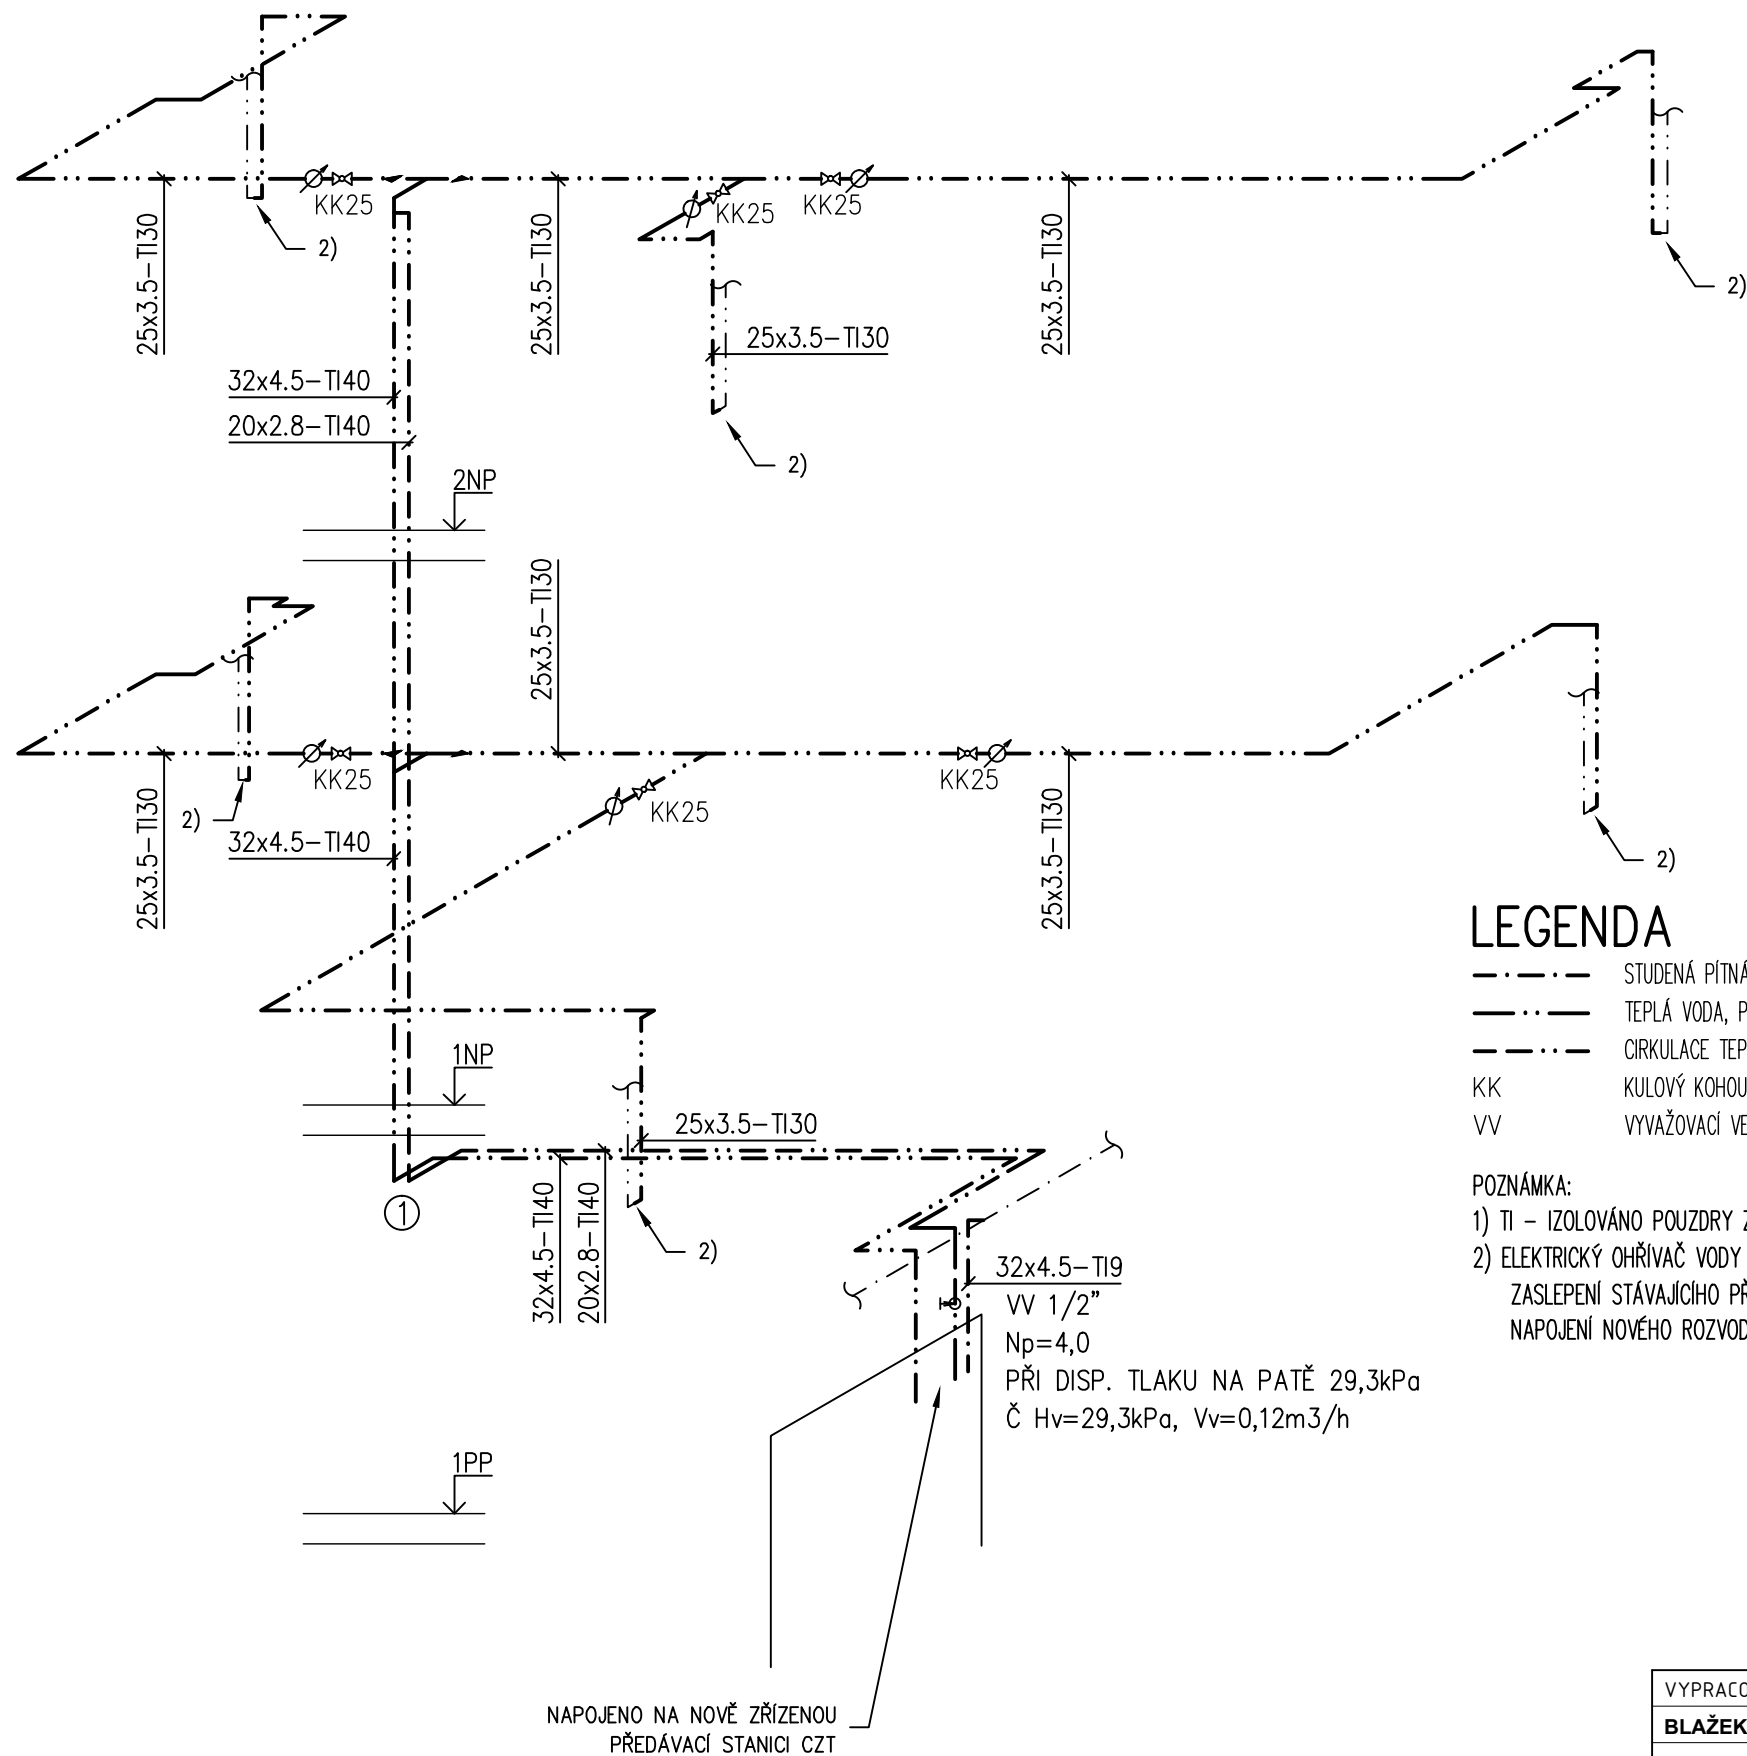 KK25
KK25
KK25
2)
2)
25x3.5-TI30
25x3.5-TI30
25x3.5-TI30
25x3.5-TI30
32x4.5-TI40
20x2.8-TI40
2)
2NP
25x3.5-TI30
KK25
KK25
KK25
25x3.5-TI30
2)
32x4.5-TI40
25x3.5-TI30
2)
LEGENDA
STUDENÁ PÍTNÁ
TEPLÁ VODA, P
CIRKULACE TEP
KK KULOVÝ KOHOU
VV VYVAŽOVACÍ VE
1NP
25x3.5-TI30
POZNÁMKA:
1) TI - IZOLOVÁNO POUZDRY Z
2) ELEKTRICKÝ OHŘÍVAČ VODY
ZASLEPENÍ STÁVAJÍCÍHO PŘ
NAPOJENÍ NOVÉHO ROZVOD
1
32x4.5-TI40
20x2.8-TI40
2)
32x4.5-TI9
VV 1/2"
Np=4,0
PŘI DISP. TLAKU NA PATĚ 29,3kPa
Č Hv=29,3kPa, Vv=0,12m3/h
1PP
NAPOJENO NA NOVĚ ZŘÍZENOU
PŘEDÁVACÍ STANICI CZT
VYPRACO
BLAŽEK